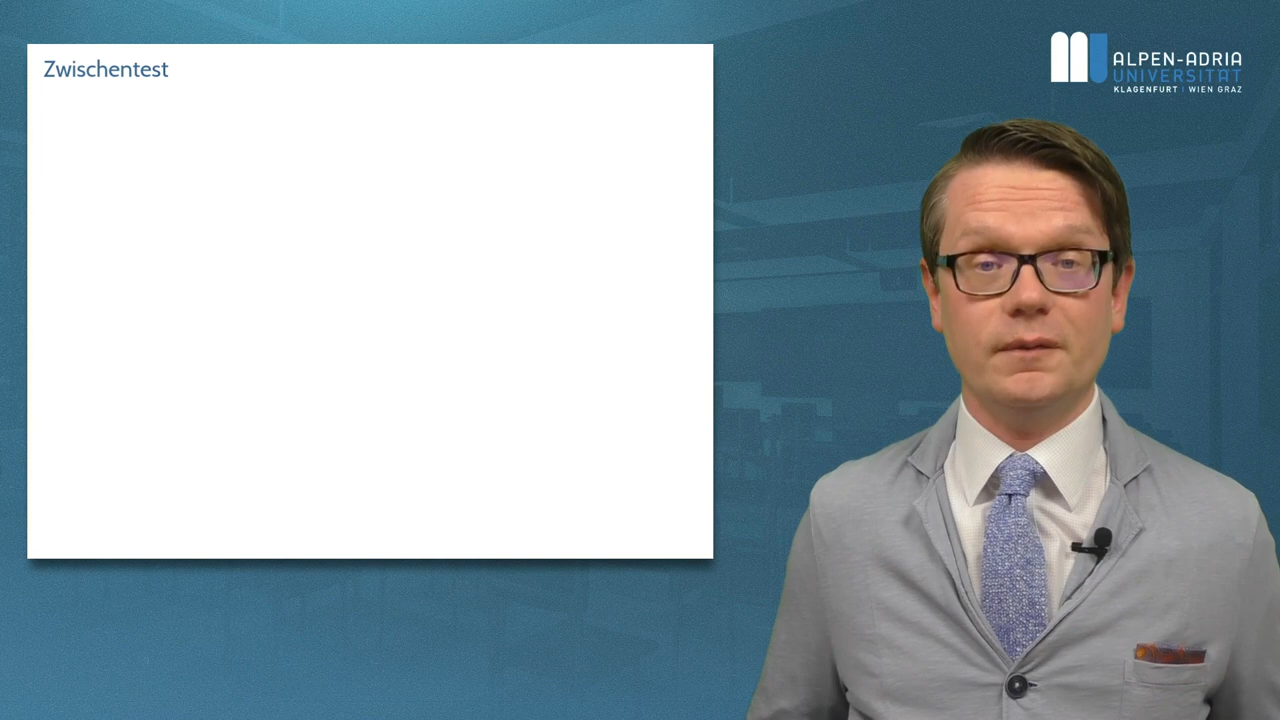 Zwischentest
ALPEN-ADRIA
UNIVERSITÄT
KLAGENFURT | WIEN GRAZ